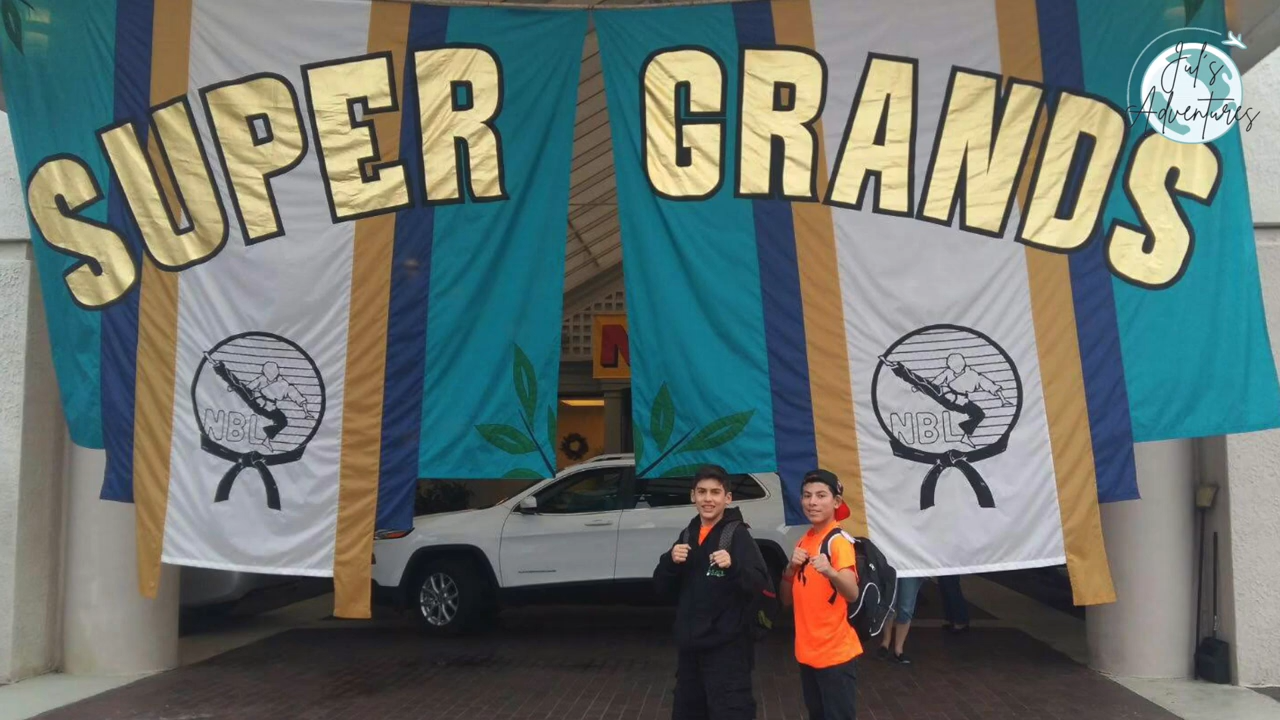 SUPER GRANDS
Jul's
Adventures
NBL
NBL
N